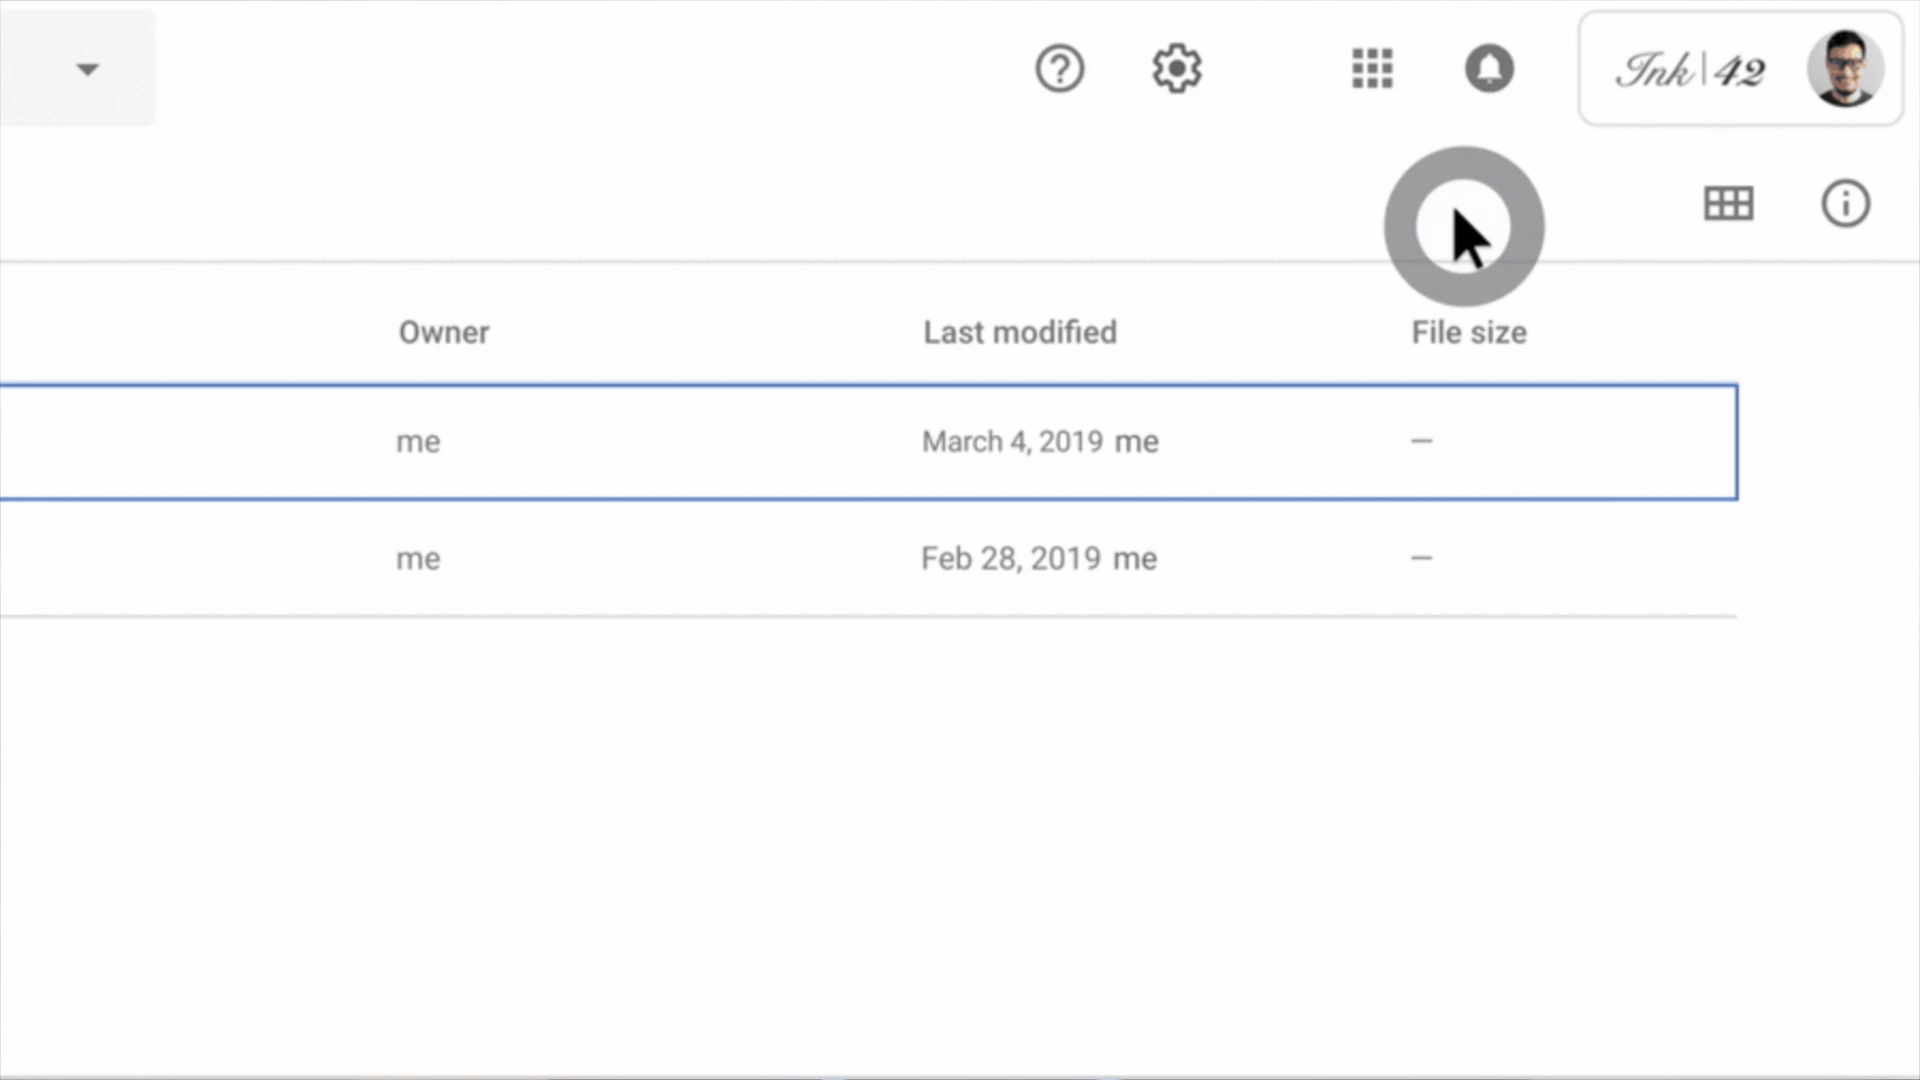 Ink|42
Owner Last modified File size
me March 4, 2019 me —
me Feb 28, 2019 me —